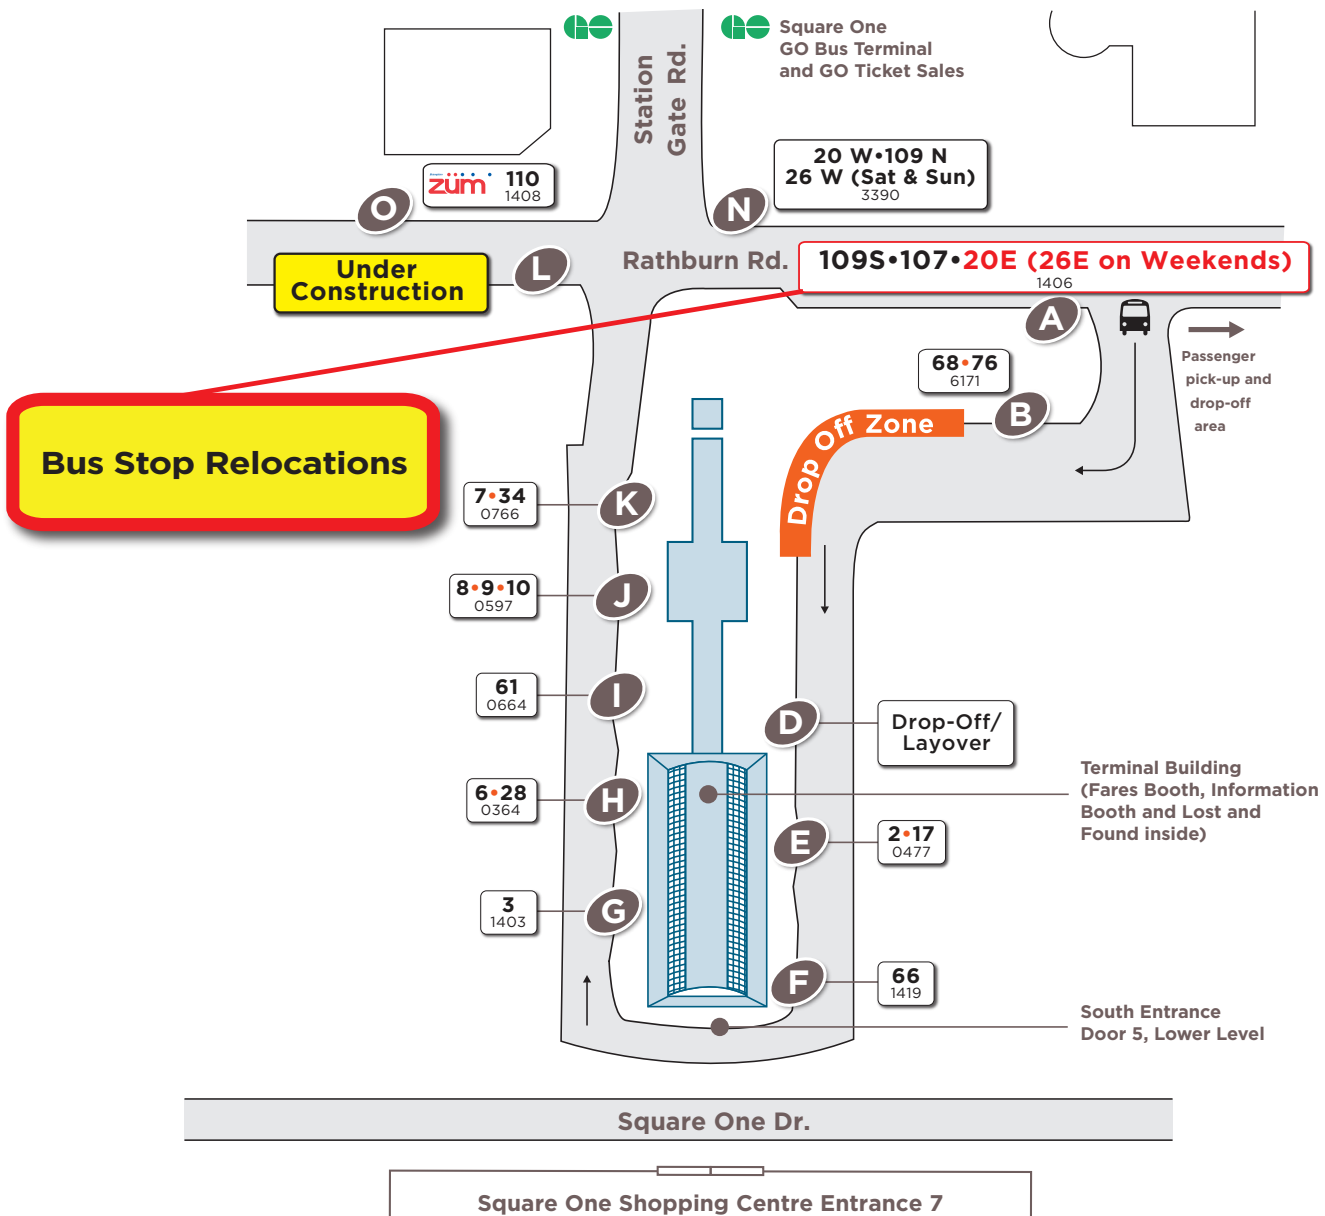 GO
GO
Square One
GO Bus Terminal
and GO Ticket Sales
Station
Gate Rd.
züm 110
1408
20 W•109 N
26 W (Sat & Sun)
3390
O
N
L
Under
Construction
Rathburn Rd.
109S•107•20E (26E on Weekends)
1406
A
Passenger
pick-up and
drop-off
area
68•76
6171
B
Drop Off Zone
Bus Stop Relocations
7•34
0766
K
8•9•10
0597
J
61
0664
I
D
Drop-Off/
Layover
Terminal Building
(Fares Booth, Information
Booth and Lost and
Found inside)
6•28
0364
H
E
2•17
0477
3
1403
G
F
66
1419
South Entrance
Door 5, Lower Level
Square One Dr.
Square One Shopping Centre Entrance 7